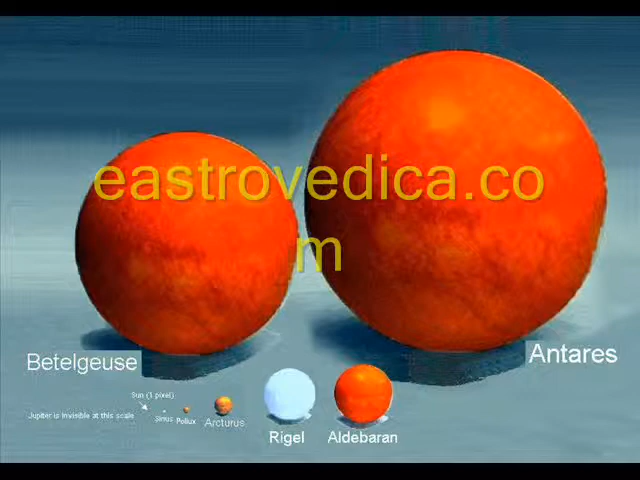 eastrovedica.co
m
Betelgeuse
Antares
Sun (1 pixel)
Jupiter is invisible at this scale
Sirius
Pollux
Arcturus
Rigel
Aldebaran